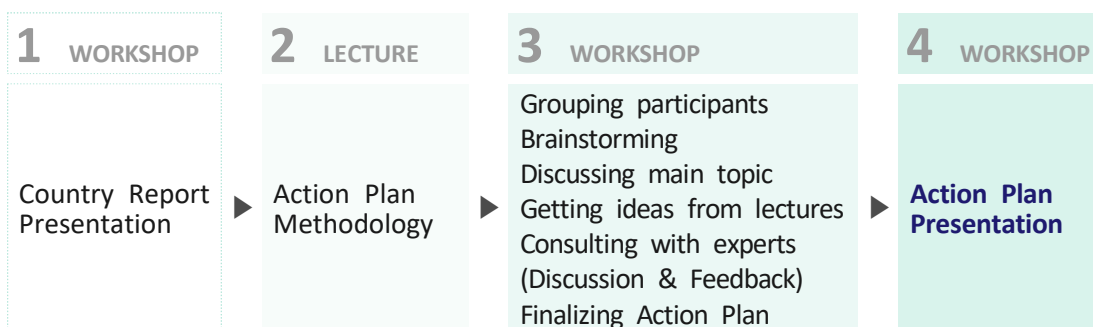 1 WORKSHOP
2 LECTURE
3 WORKSHOP
4 WORKSHOP
Country Report
Presentation
Action Plan
Methodology
Grouping participants
Brainstorming
Discussing main topic
Getting ideas from lectures
Consulting with experts
(Discussion & Feedback)
Finalizing Action Plan
Action Plan
Presentation